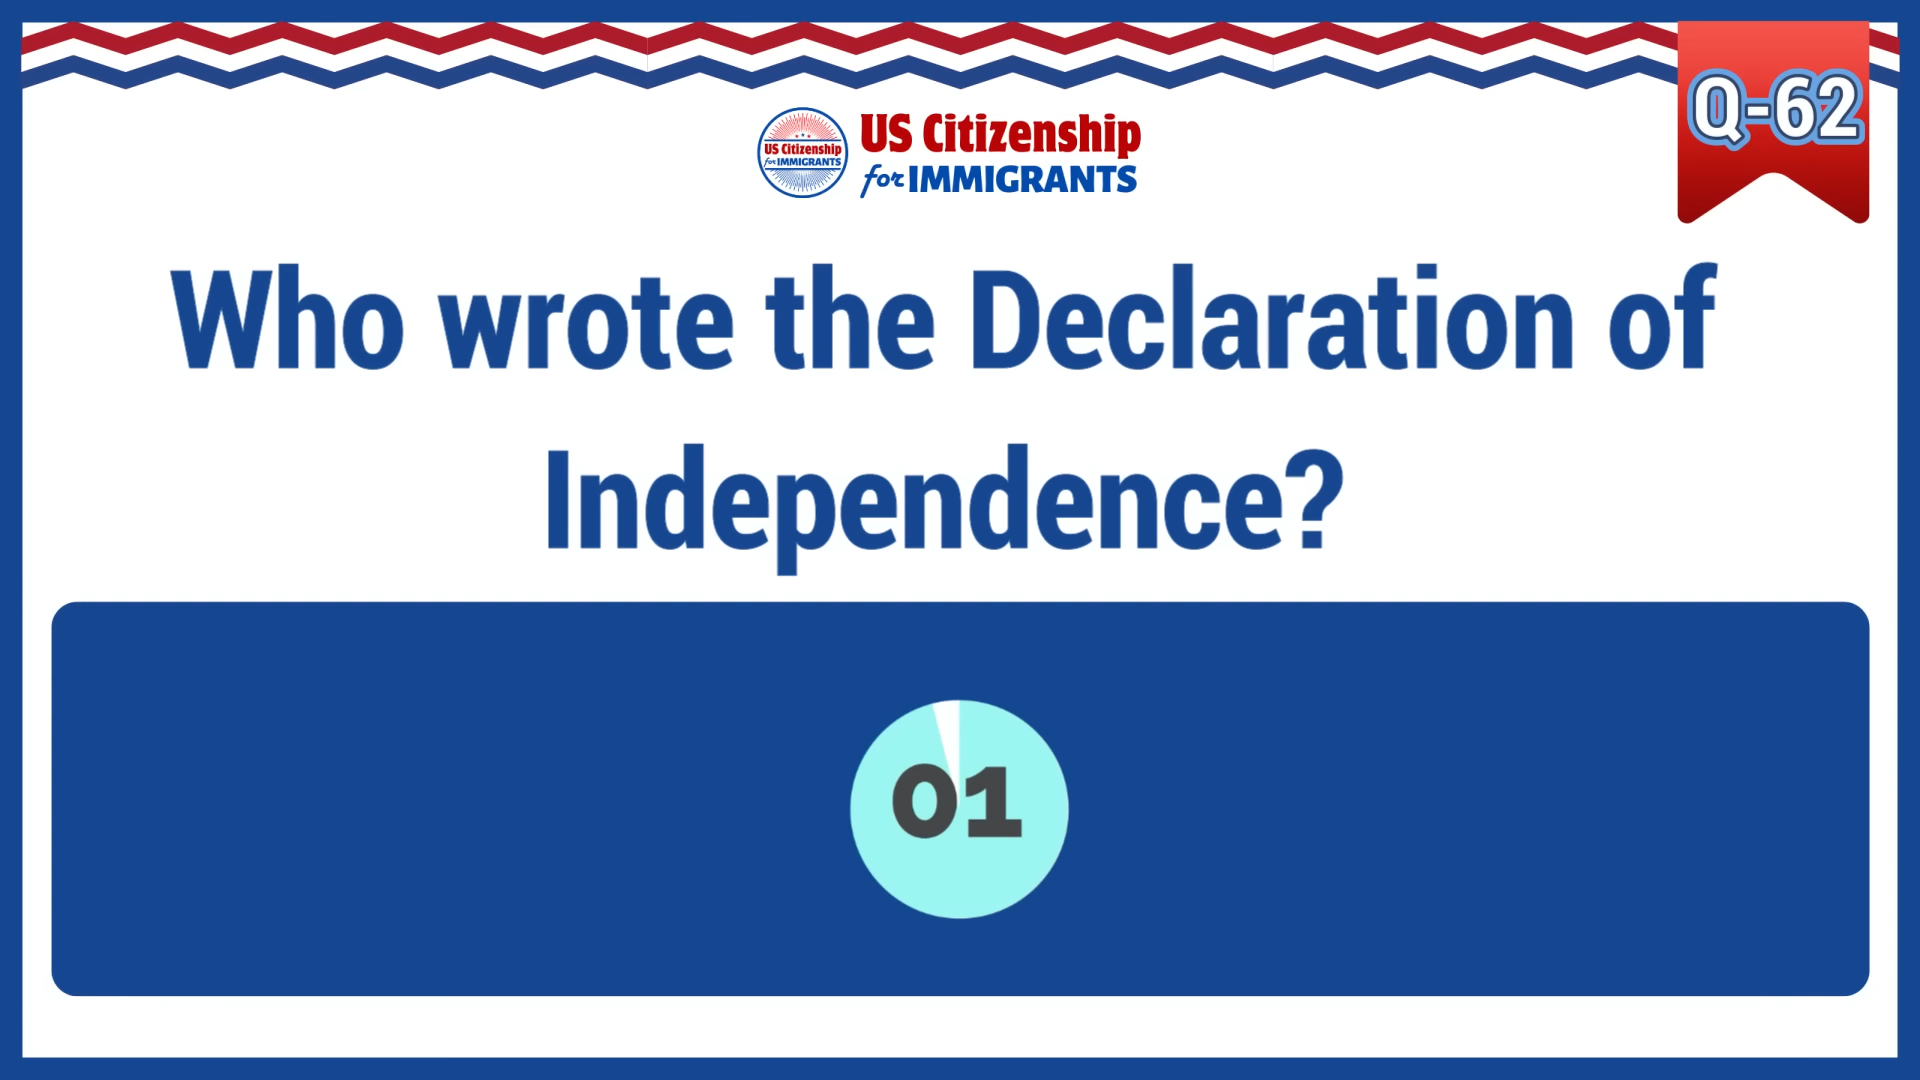 Q-62
US Citizenship
for IMMIGRANTS
US Citizenship
for IMMIGRANTS
Who wrote the Declaration of
Independence?
01